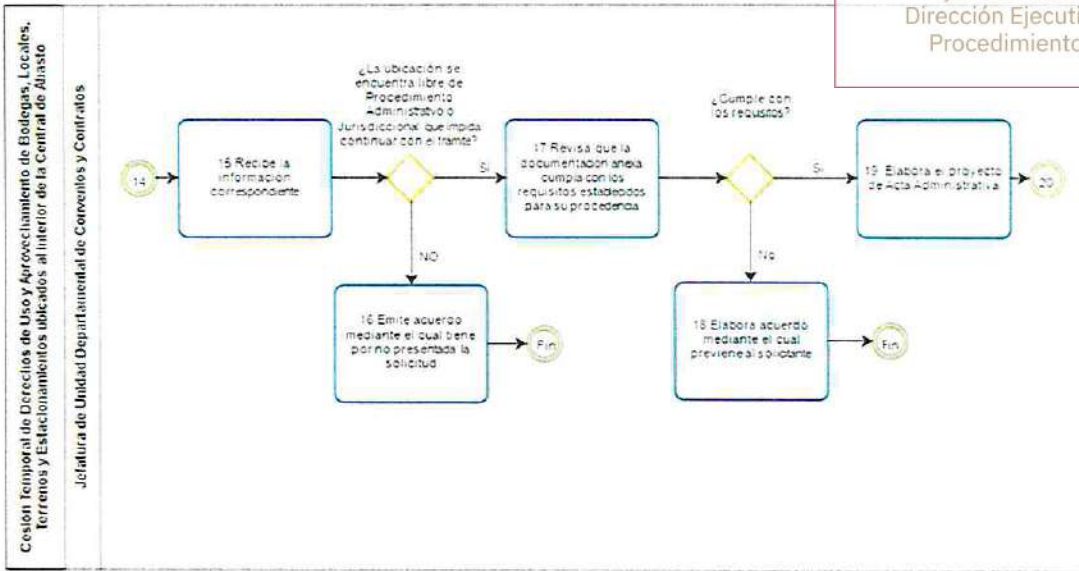 Dirección Ejecuti
Procedimiento
Cesión Temporal de Derechos de Uso y Aprovechamiento de Bodegas, Locales,
Terrenos y Estacionamientos ubicados al interior de la Central de Abasto
Jefatura de Unidad Departamental de Convenios y Contratos
14
15 Recibe la
información
correspondiente
¿La ubicación se
encuentra libre de
Procedimiento
Administrativo o
Jurisdiccional que impida
continuar con el trámite?
Si
NO
16 Emite acuerdo
mediante el cual tiene
por no presentada la
solicitud
Fin
17 Revisa que la
documentación anexa
cumpla con los
requisitos establecidos
para su procedencia
¿Cumple con
los requisitos?
Si
No
18 Elabora acuerdo
mediante el cual
previene al solicitante
Fin
19 Elabora el proyecto
de Acta Administrativa
20